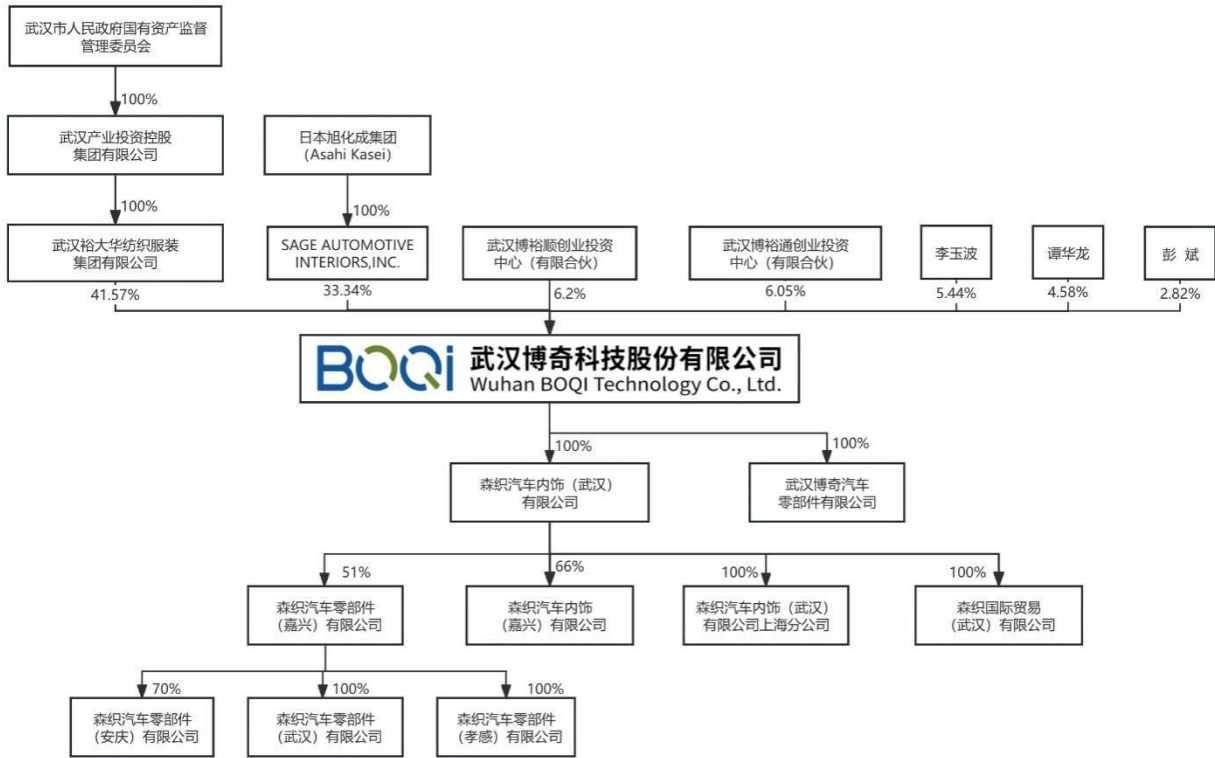 武汉市人民政府国有资产监督
管理委员会
100%
武汉产业投资控股
集团有限公司
日本旭化成集团
(Asahi Kasei)
100%
100%
武汉裕大华纺织服装
集团有限公司
SAGE AUTOMOTIVE
INTERIORS,INC.
武汉博裕顺创业投资
中心（有限合伙）
武汉博裕通创业投资
中心（有限合伙）
李玉波
谭华龙
彭 斌
41.57%
33.34%
6.2%
6.05%
5.44%
4.58%
2.82%
BOQi
武汉博奇科技股份有限公司
Wuhan BOQI Technology Co., Ltd.
100%
100%
森织汽车内饰（武汉）
有限公司
武汉博奇汽车
零部件有限公司
51%
66%
100%
100%
森织汽车零部件
（嘉兴）有限公司
森织汽车内饰
（嘉兴）有限公司
森织汽车内饰（武汉）
有限公司上海分公司
森织国际贸易
（武汉）有限公司
70%
100%
100%
森织汽车零部件
（安庆）有限公司
森织汽车零部件
（武汉）有限公司
森织汽车零部件
（孝感）有限公司